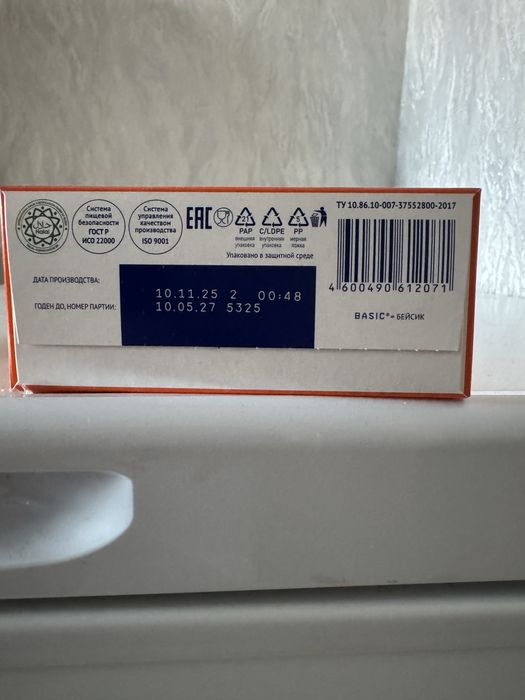 Halal
Система
пищевой
безопасности
ГОСТ Р
ИСО 22000
Система
управления
качеством
производства
ISO 9001
EAC
21
PAP
внешняя
упаковка
C/LDPE
внутренняя
упаковка
5
PP
мерная
ложка
Упаковано в защитной среде
ТУ 10.86.10-007-37552800-2017
4 600490 612071
BASIC® = БЕЙСИК
ДАТА ПРОИЗВОДСТВА:
10.11.25 2 00:48
ГОДЕН ДО, НОМЕР ПАРТИИ:
10.05.27 5325